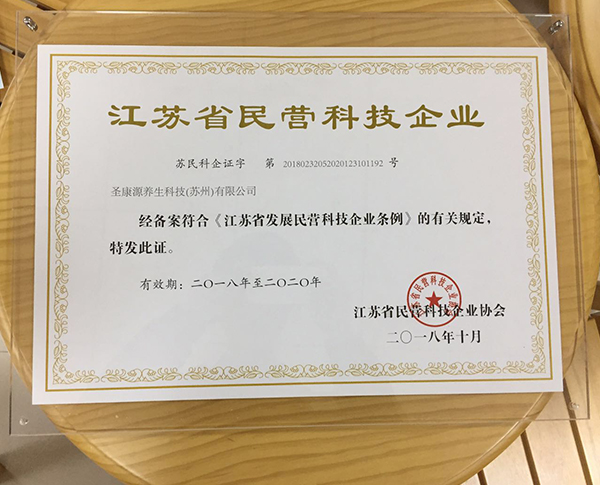 江苏省民营科技企业
苏民科企证字 第 20180232052020123101192 号
圣康源养生科技(苏州)有限公司
经备案符合《江苏省发展民营科技企业条例》的有关规定，
特发此证。
有效期：二〇一八年至二〇二〇年
江苏省民营科技企业协会
二〇一八年十月